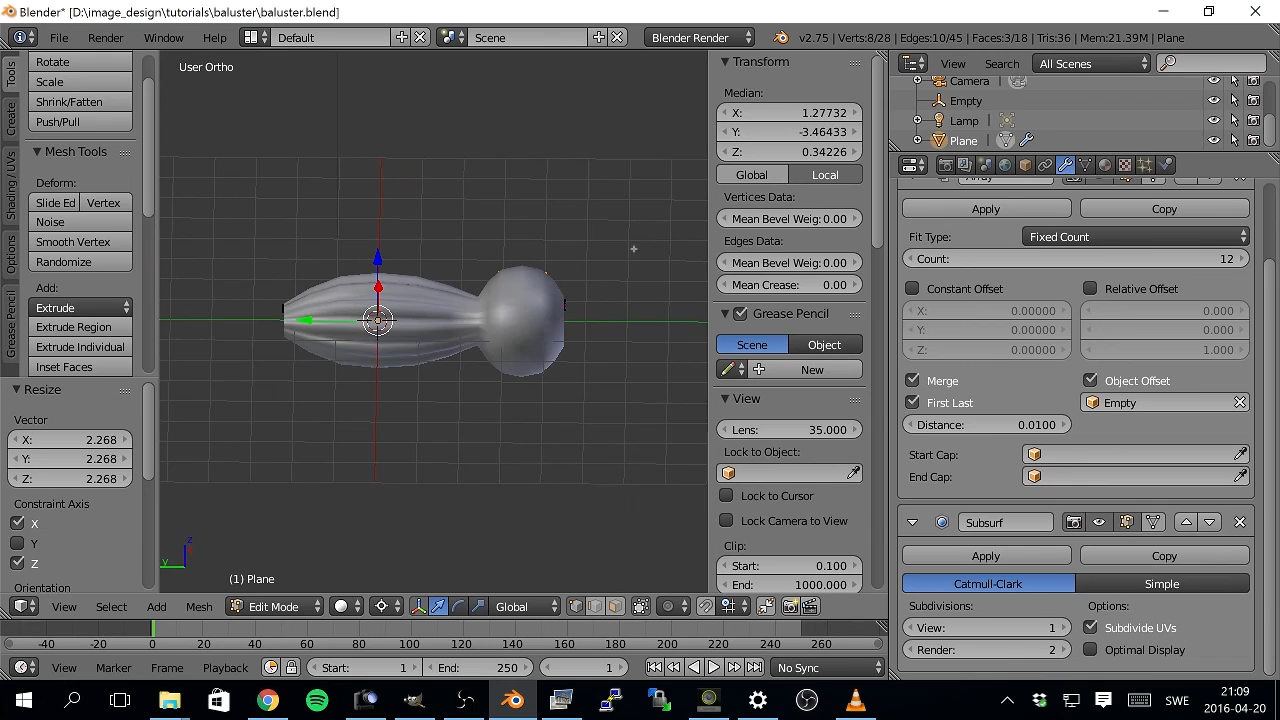 Blender* [D:\image_design\tutorials\baluster\baluster.blend]
File Render Window Help Default Scene Blender Render v2.75 | Verts:8/28 | Edges:10/45 | Faces:3/18 | Tris:36 | Mem:21.39M | Plane
Tools
Create
Shading / UVs
Options
Grease Pencil
Rotate
Scale
Shrink/Fatten
Push/Pull
Mesh Tools
Deform:
Slide Ed Vertex
Noise
Smooth Vertex
Randomize
Add:
Extrude
Extrude Region
Extrude Individual
Inset Faces
Resize
Vector
X: 2.268
Y: 2.268
Z: 2.268
Constraint Axis
X
Y
Z
Orientation
User Ortho
z
y
(1) Plane
Transform
Median:
X: 1.27732
Y: -3.46433
Z: 0.34226
Global Local
Vertices Data:
Mean Bevel Weig: 0.00
Edges Data:
Mean Bevel Weig: 0.00
Mean Crease: 0.00
Grease Pencil
Scene Object
New
View
Lens: 35.000
Lock to Object:
Lock to Cursor
Lock Camera to View
Clip:
Start: 0.100
End: 1000.000
View Search All Scenes
Camera
Empty
Lamp
Plane
Apply Copy
Fit Type: Fixed Count
Count: 12
Constant Offset Relative Offset
X: 0.00000 0.000
Y: 0.00000 0.000
Z: 0.00000 1.000
Merge Object Offset
First Last Empty
Distance: 0.0100
Start Cap:
End Cap:
Subsurf
Apply Copy
Catmull-Clark Simple
Subdivisions: Options:
View: 1 Subdivide UVs
Render: 2 Optimal Display
View Select Add Mesh Edit Mode Global
-40 -20 0 20 40 60 80 100 120 140 160 180 200 220 240 260
View Marker Frame Playback Start: 1 End: 250 1 No Sync
SWE
21:09
2016-04-20